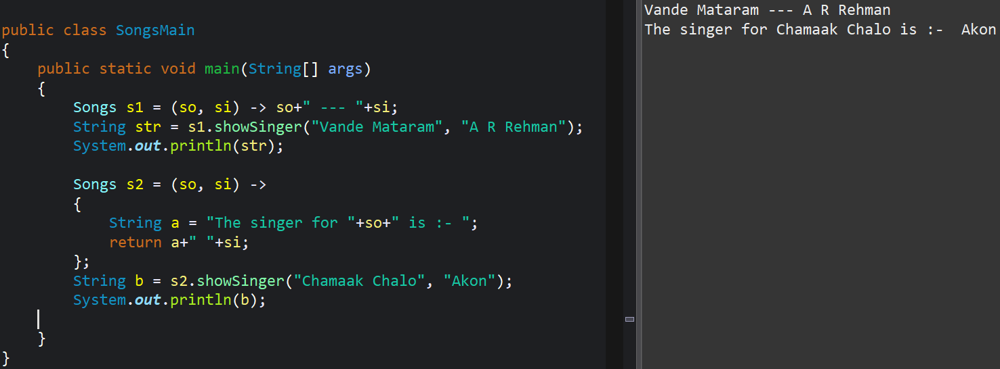 public class SongsMain
{
    public static void main(String[] args)
    {
        Songs s1 = (so, si) -> so+" --- "+si;
        String str = s1.showSinger("Vande Mataram", "A R Rehman");
        System.out.println(str);
        Songs s2 = (so, si) ->
        {
            String a = "The singer for "+so+" is :- ";
            return a+" "+si;
        };
        String b = s2.showSinger("Chamaak Chalo", "Akon");
        System.out.println(b);
    }
}
Vande Mataram --- A R Rehman
The singer for Chamaak Chalo is :-  Akon